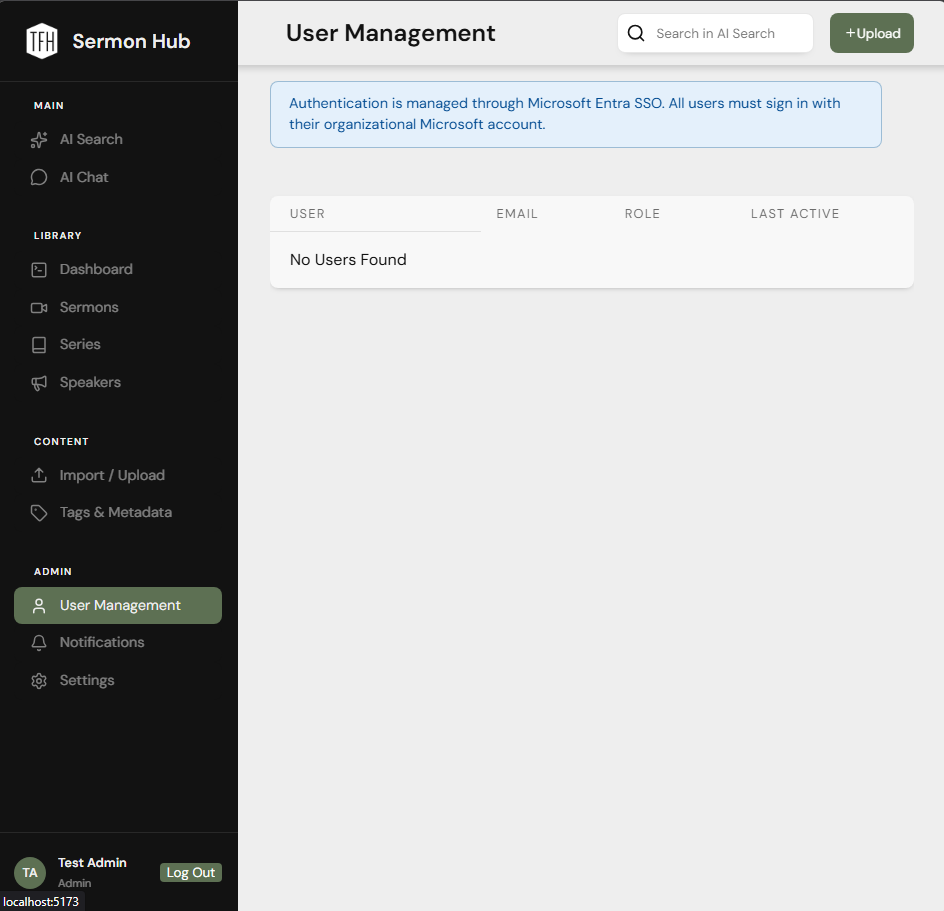 TFH Sermon Hub
MAIN
AI Search
AI Chat
LIBRARY
Dashboard
Sermons
Series
Speakers
CONTENT
Import / Upload
Tags & Metadata
ADMIN
User Management
Notifications
Settings
TA
Test Admin
Admin
Log Out
localhost:5173
User Management
Search in AI Search
+Upload
Authentication is managed through Microsoft Entra SSO. All users must sign in with
their organizational Microsoft account.
USER EMAIL ROLE LAST ACTIVE
No Users Found